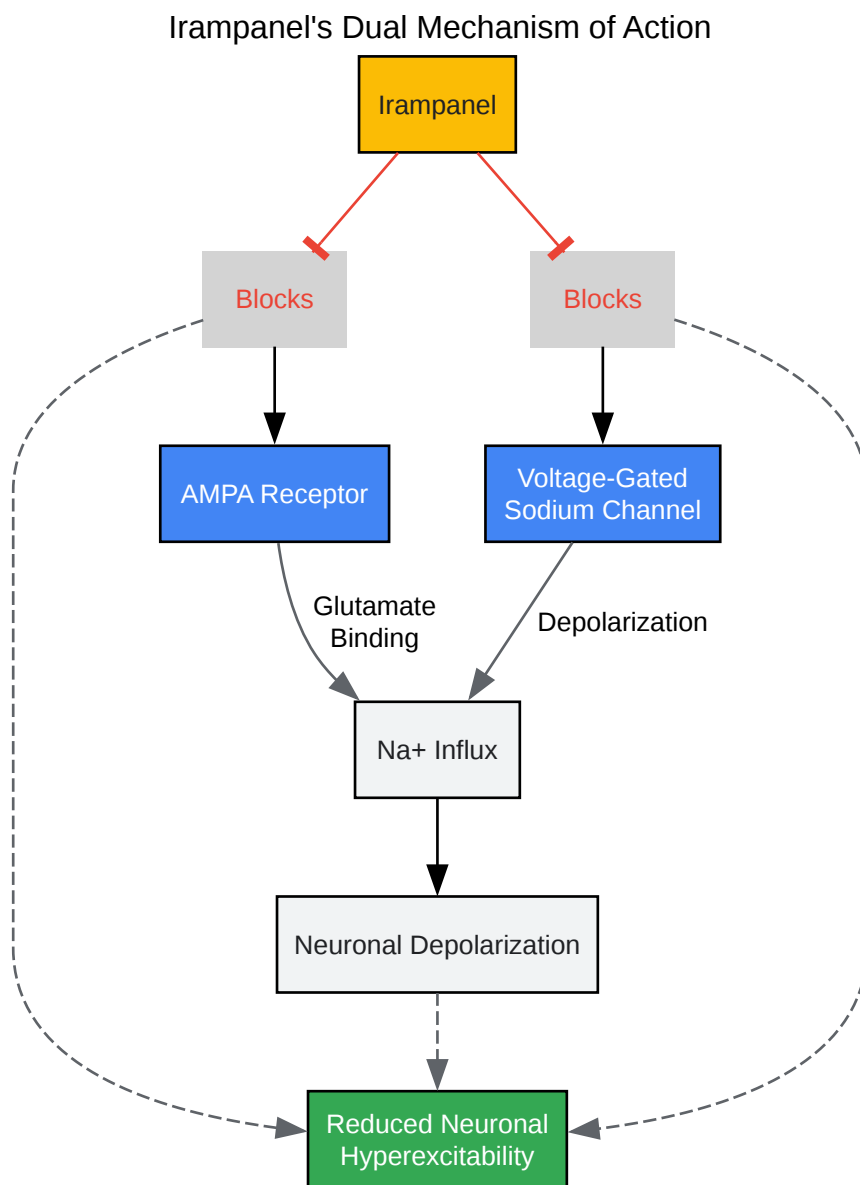 Irampanel's Dual Mechanism of Action
Irampanel
Blocks
Blocks
AMPA Receptor
Voltage-Gated
Sodium Channel
Glutamate
Binding
Depolarization
Na+ Influx
Neuronal Depolarization
Reduced Neuronal
Hyperexcitability